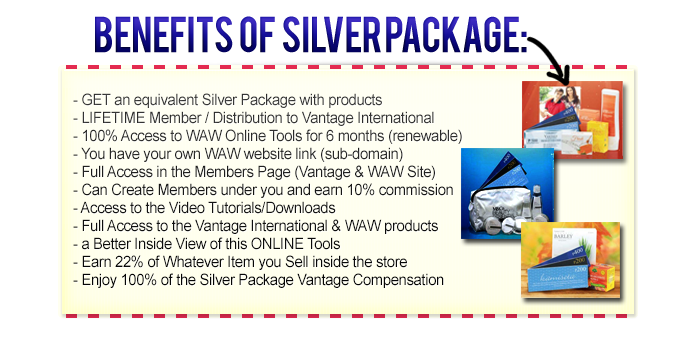 BENEFITS OF SILVER PACKAGE:
- GET an equivalent Silver Package with products
- LIFETIME Member / Distribution to Vantage International
- 100% Access to WAW Online Tools for 6 months (renewable)
- You have your own WAW website link (sub-domain)
- Full Access in the Members Page (Vantage & WAW Site)
- Can Create Members under you and earn 10% commission
- Access to the Video Tutorials/Downloads
- Full Access to the Vantage International & WAW products
- a Better Inside View of this ONLINE Tools
- Earn 22% of Whatever Item you Sell inside the store
- Enjoy 100% of the Silver Package Vantage Compensation
BARLEY